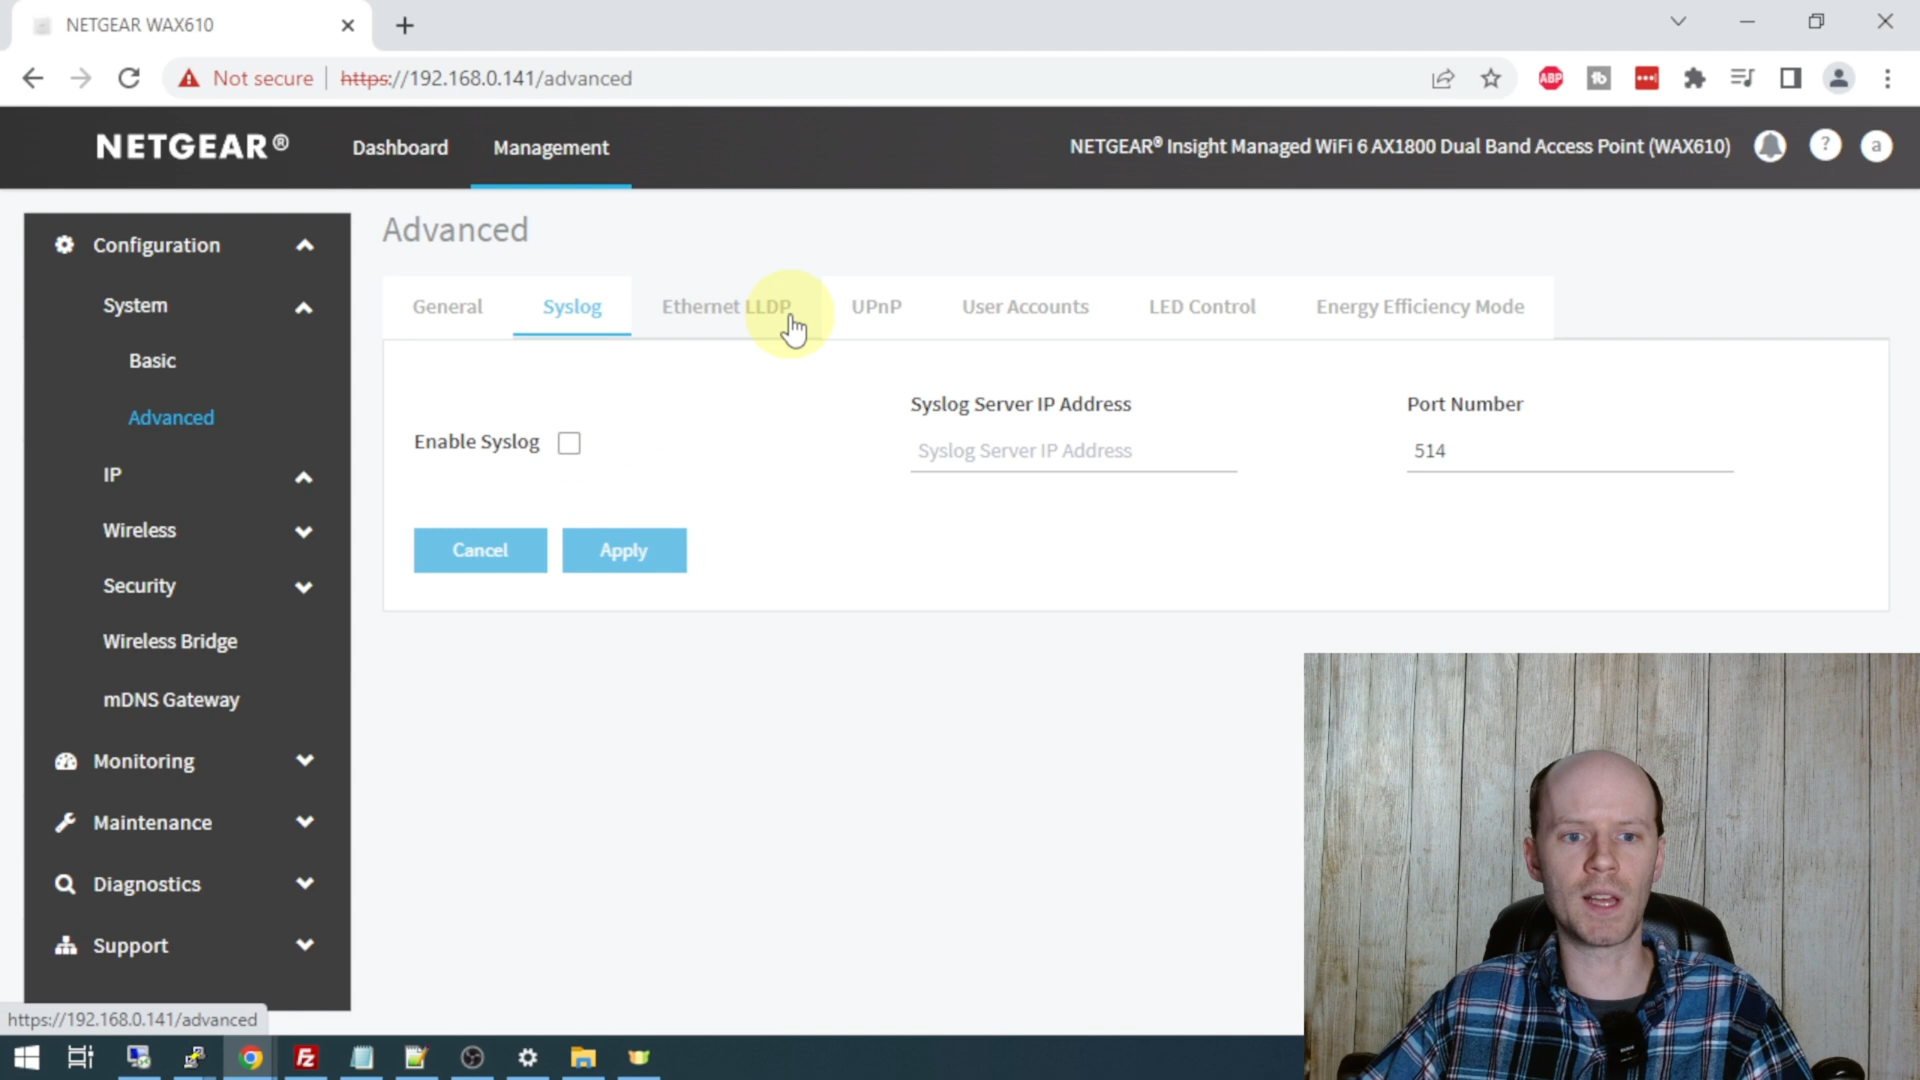 NETGEAR WAX610
Not secure
https://192.168.0.141/advanced
ABP
NETGEAR®
Dashboard
Management
NETGEAR® Insight Managed WiFi 6 AX1800 Dual Band Access Point (WAX610)
?
a
Configuration
System
Basic
Advanced
IP
Wireless
Security
Wireless Bridge
mDNS Gateway
Monitoring
Maintenance
Diagnostics
Support
Advanced
General
Syslog
Ethernet LLDP
UPnP
User Accounts
LED Control
Energy Efficiency Mode
Enable Syslog
Syslog Server IP Address
Syslog Server IP Address
Port Number
514
Cancel
Apply
https://192.168.0.141/advanced
Fz